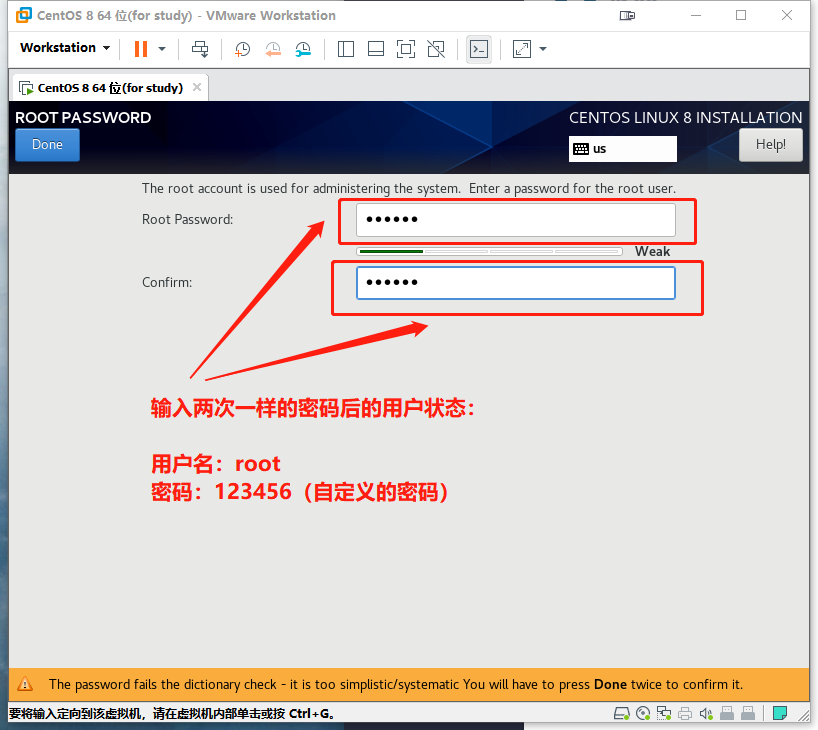 CentOS 8 64 位(for study) - VMware Workstation
Workstation
CentOS 8 64 位(for study)
ROOT PASSWORD
CENTOS LINUX 8 INSTALLATION
Done
us
Help!
The root account is used for administering the system. Enter a password for the root user.
Root Password:
Weak
Confirm:
输入两次一样的密码后的用户状态：
用户名：root
密码：123456（自定义的密码）
The password fails the dictionary check - it is too simplistic/systematic You will have to press Done twice to confirm it.
要将输入定向到该虚拟机，请在虚拟机内部单击或按 Ctrl+G。